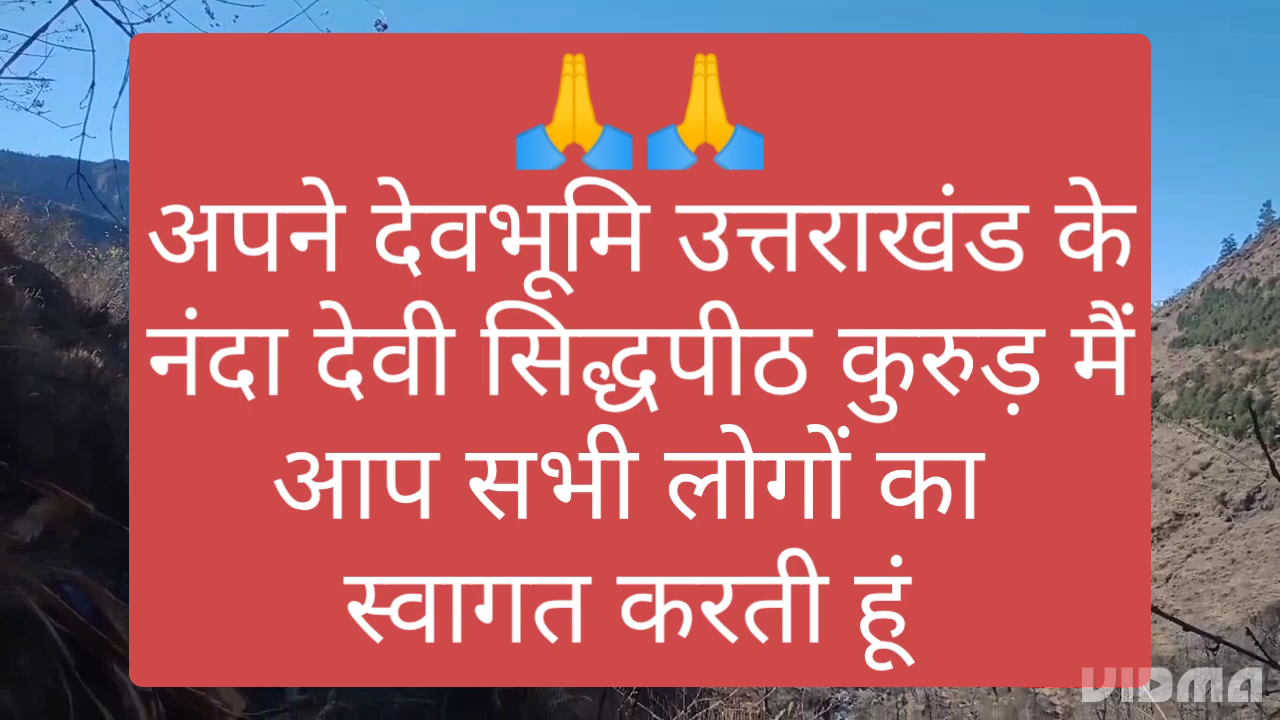 🙏🙏
अपने देवभूमि उत्तराखंड के
नंदा देवी सिद्धपीठ कुरुड़ मैं
आप सभी लोगों का
स्वागत करती हूं
VIDMA